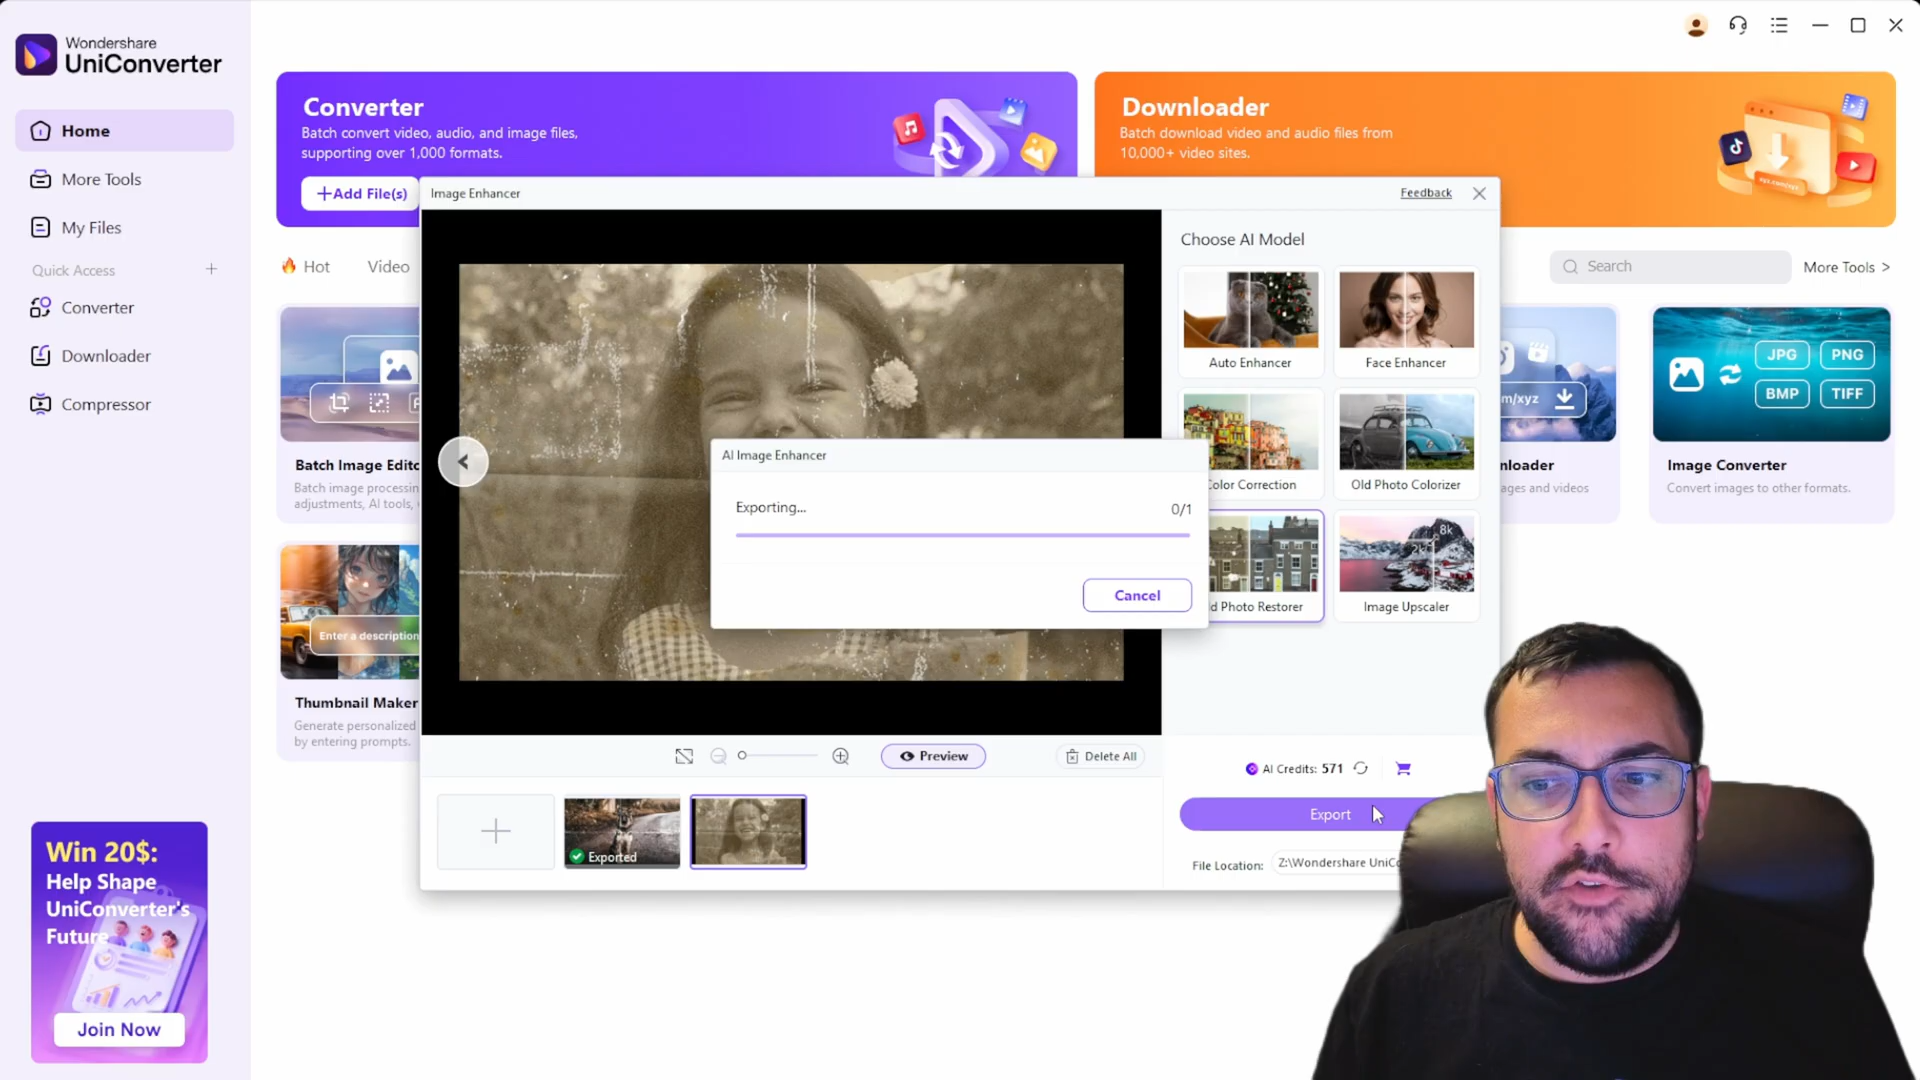 Wondershare
UniConverter
Home
More Tools
My Files
Quick Access
Converter
Downloader
Compressor
Win 20$:
Help Shape
UniConverter's
Future
Join Now
Converter
Batch convert video, audio, and image files,
supporting over 1,000 formats.
+Add File(s)
Downloader
Batch download video and audio files from
10,000+ video sites.
Hot
Video
Search
More Tools >
Batch Image Edito
Batch image processin
adjustments, AI tools,
Enter a description
Thumbnail Maker
Generate personalized
by entering prompts.
m/xyz
nloader
ages and videos
JPG
PNG
BMP
TIFF
Image Converter
Convert images to other formats.
Image Enhancer
Feedback
Choose AI Model
Auto Enhancer
Face Enhancer
Color Correction
Old Photo Colorizer
d Photo Restorer
8k
2k
Image Upscaler
AI Image Enhancer
Exporting...
0/1
Cancel
Preview
Delete All
Exported
AI Credits: 571
Export
File Location:
Z:\Wondershare UniCo